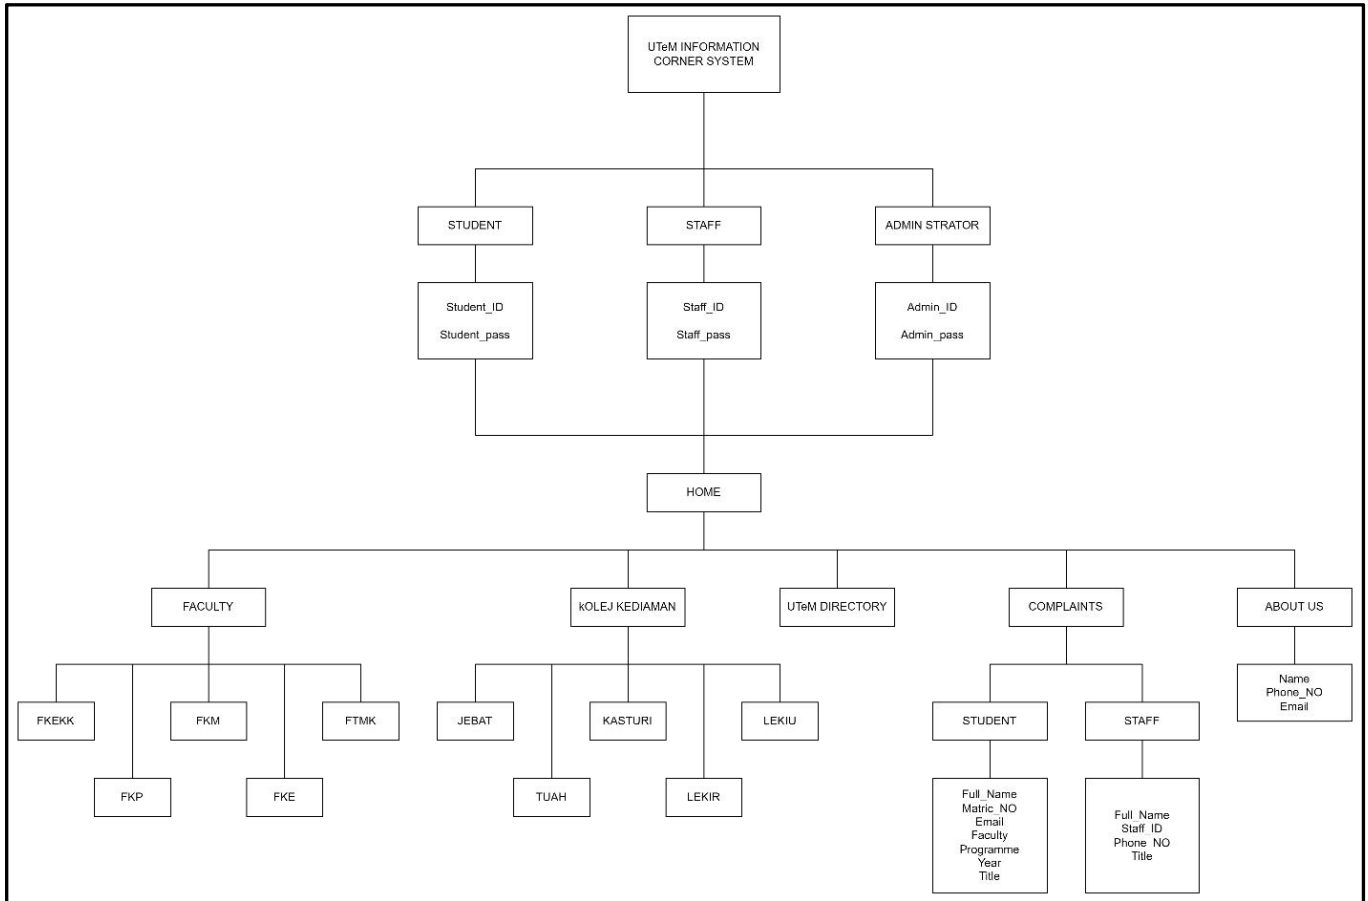 UTeM INFORMATION
CORNER SYSTEM
STUDENT
STAFF
ADMIN STRATOR
Student_ID
Student_pass
Staff_ID
Staff_pass
Admin_ID
Admin_pass
HOME
FACULTY
kOLEJ KEDIAMAN
UTeM DIRECTORY
COMPLAINTS
ABOUT US
FKEKK
FKM
FTMK
FKP
FKE
JEBAT
KASTURI
LEKIU
TUAH
LEKIR
STUDENT
STAFF
Full_Name
Matric_NO
Email
Faculty
Programme
Year
Title
Full_Name
Staff_ID
Phone_NO
Title
Name
Phone_NO
Email